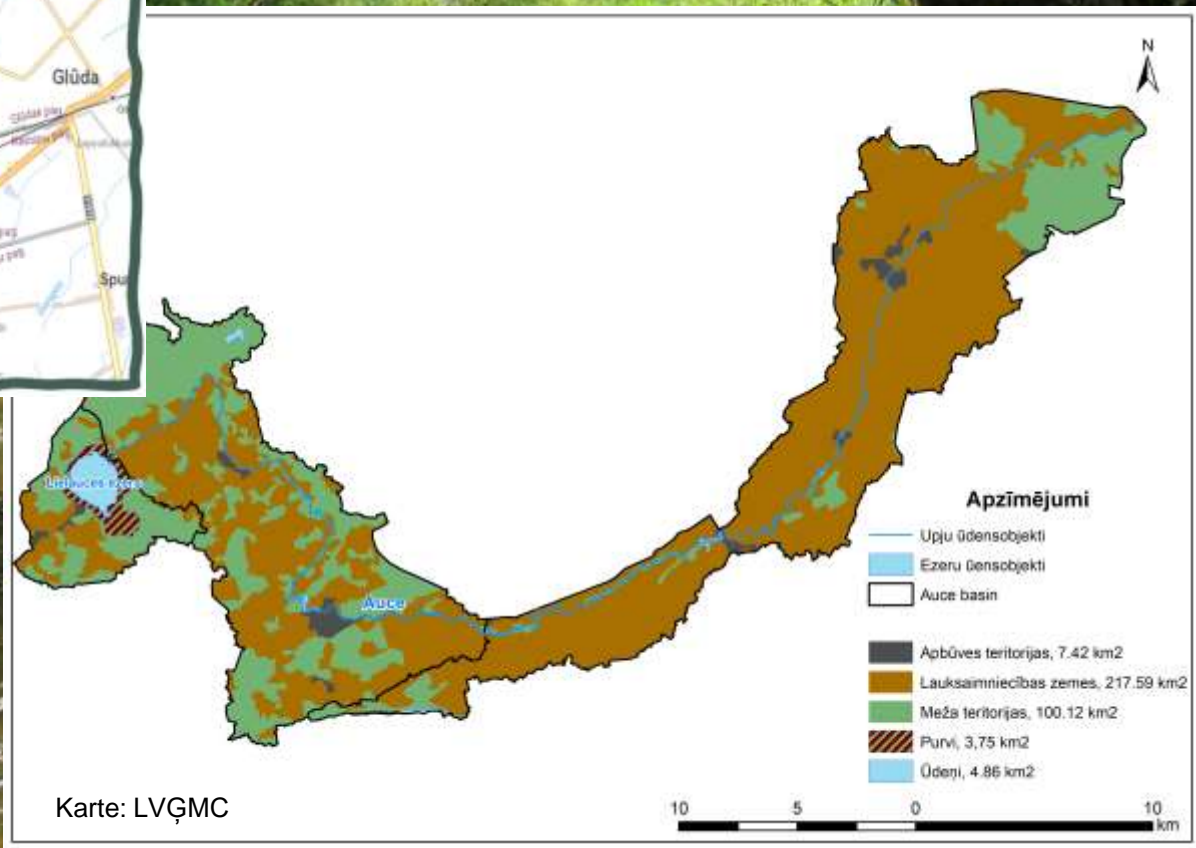 Glūda
Spu
N
Lielauces ezers
Auce
Apzīmējumi
Upju ūdensobjekti
Ezeru ūensobjekti
Auce basin
Apbūves teritorijas, 7.42 km2
Lauksaimniecības zemes, 217.59 km2
Meža teritorijas, 100.12 km2
Purvi, 3,75 km2
Ūdeņi, 4.86 km2
Karte: LVĢMC
10 5 0 10
km